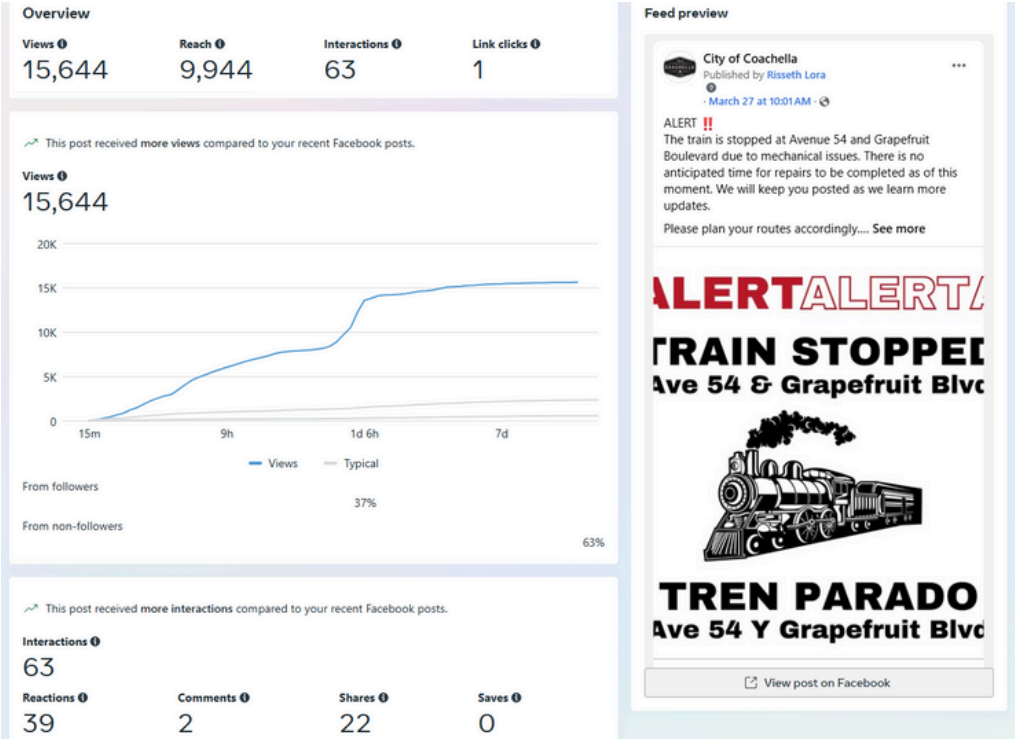 Overview
Views
Reach
Interactions
Link clicks
15,644
9,944
63
1
This post received more views compared to your recent Facebook posts.
Views
15,644
20K
15K
10K
5K
0
15m
9h
1d 6h
7d
Views
Typical
From followers
37%
From non-followers
63%
This post received more interactions compared to your recent Facebook posts.
Interactions
63
Reactions
Comments
Shares
Saves
39
2
22
0
Feed preview
City of Coachella
Published by Risseth Lora
· March 27 at 10:01 AM ·
ALERT ‼️
The train is stopped at Avenue 54 and Grapefruit
Boulevard due to mechanical issues. There is no
anticipated time for repairs to be completed as of this
moment. We will keep you posted as we learn more
updates.
Please plan your routes accordingly.... See more
ALERTALERTA
TRAIN STOPPED
Ave 54 & Grapefruit Blvd
TREN PARADO
Ave 54 Y Grapefruit Blvd
View post on Facebook